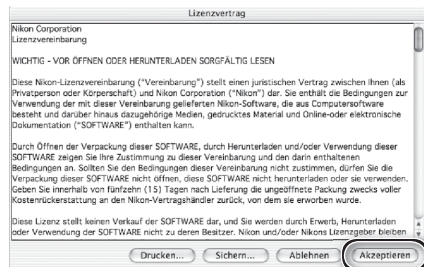 Lizenzvertrag
Nikon Corporation
Lizenzvereinbarung
WICHTIG - VOR ÖFFNEN ODER HERUNTERLADEN SORGFÄLTIG LESEN
Diese Nikon-Lizenzvereinbarung ("Vereinbarung") stellt einen juristischen Vertrag zwischen Ihnen (als
Privatperson oder Körperschaft) und Nikon Corporation ("Nikon") dar. Sie enthält die Bedingungen zur
Verwendung der mit dieser Vereinbarung gelieferten Nikon-Software, die aus Computersoftware
besteht und darüber hinaus dazugehörige Medien, gedrucktes Material und Online-oder elektronische
Dokumentation ("SOFTWARE") enthalten kann.
Durch Öffnen der Verpackung dieser SOFTWARE, durch Herunterladen und/oder Verwendung dieser
SOFTWARE zeigen Sie Ihre Zustimmung zu dieser Vereinbarung und den darin enthaltenen
Bedingungen an. Sollten Sie den Bedingungen dieser Vereinbarung nicht zustimmen, dürfen Sie die
Verpackung dieser SOFTWARE nicht öffnen, diese SOFTWARE nicht herunterladen oder sie verwenden.
Geben Sie innerhalb von fünfzehn (15) Tagen nach Lieferung die ungeöffnete Packung zwecks voller
Kostenrückerstattung an den Nikon-Vertragshändler zurück, von dem sie erworben wurde.
Diese Lizenz stellt keinen Verkauf der SOFTWARE dar, und Sie werden durch Erwerb, Herunterladen
oder Verwendung der SOFTWARE nicht zu deren Besitzer. Nikon und/oder Nikons Lizenzgeber bleiben
Drucken... Sichern... Ablehnen Akzeptieren